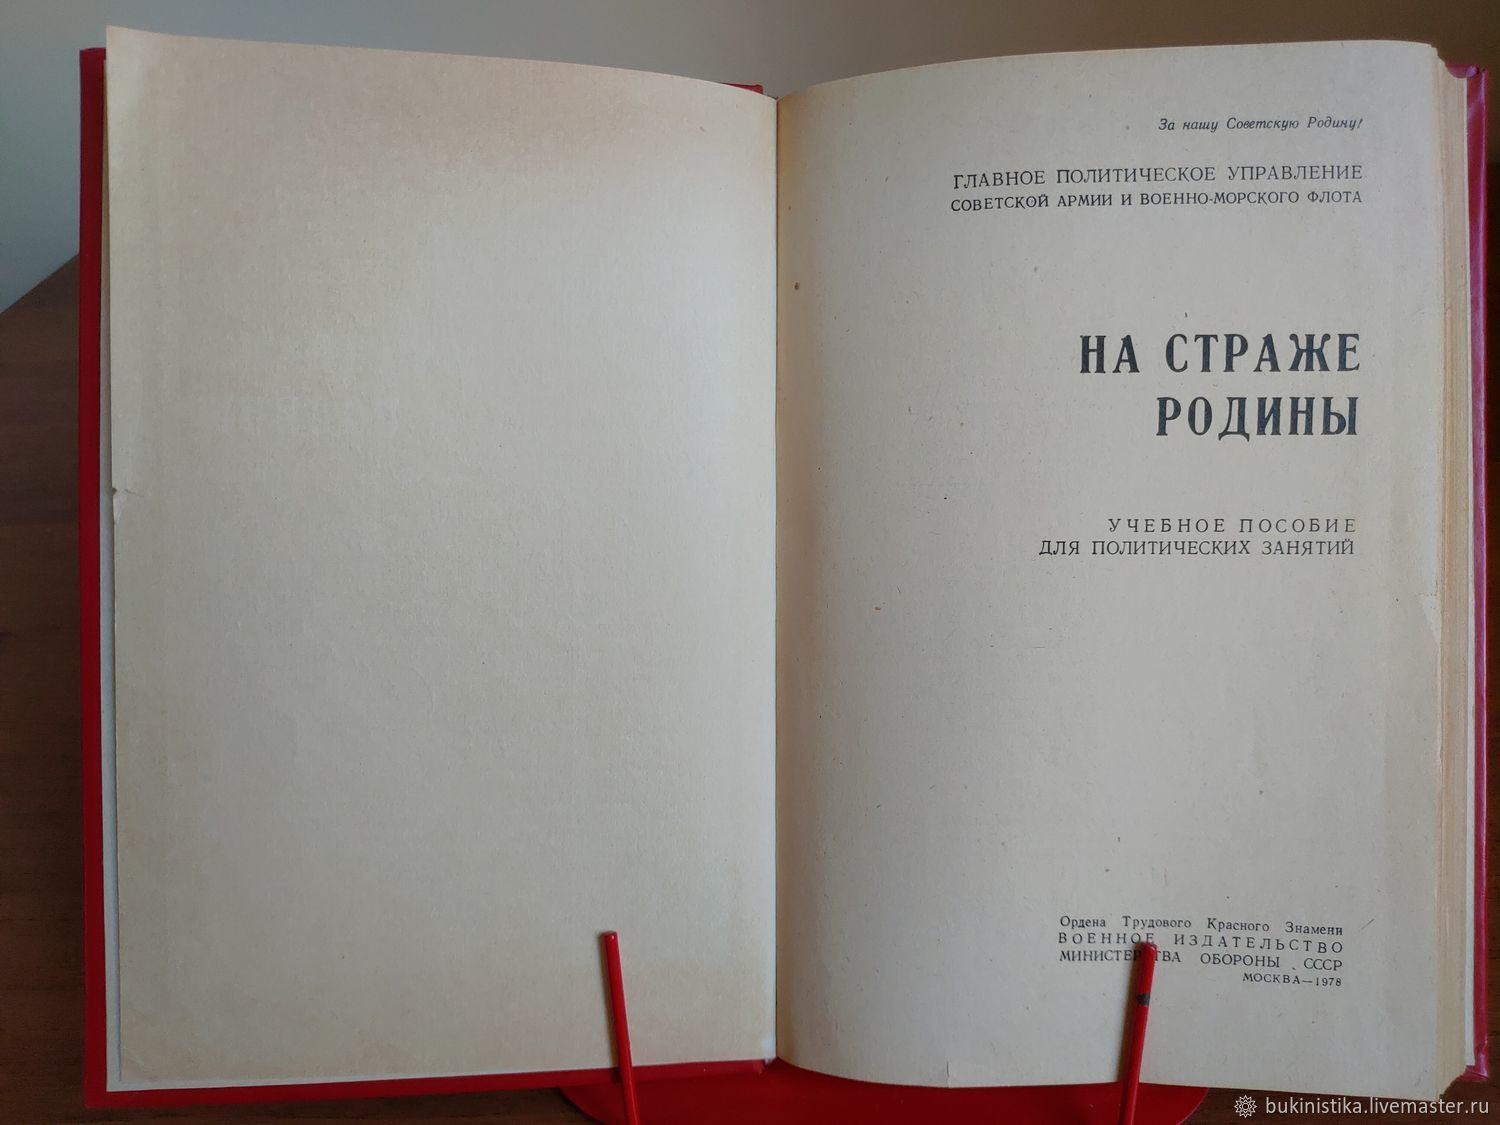 За нашу Советскую Родину!
ГЛАВНОЕ ПОЛИТИЧЕСКОЕ УПРАВЛЕНИЕ
СОВЕТСКОЙ АРМИИ И ВОЕННО-МОРСКОГО ФЛОТА
НА СТРАЖЕ
РОДИНЫ
УЧЕБНОЕ ПОСОБИЕ
ДЛЯ ПОЛИТИЧЕСКИХ ЗАНЯТИЙ
Ордена Трудового Красного Знамени
ВОЕННОЕ ИЗДАТЕЛЬСТВО
МИНИСТЕРСТВА ОБОРОНЫ СССР
МОСКВА—1978
bukinistika.livemaster.ru